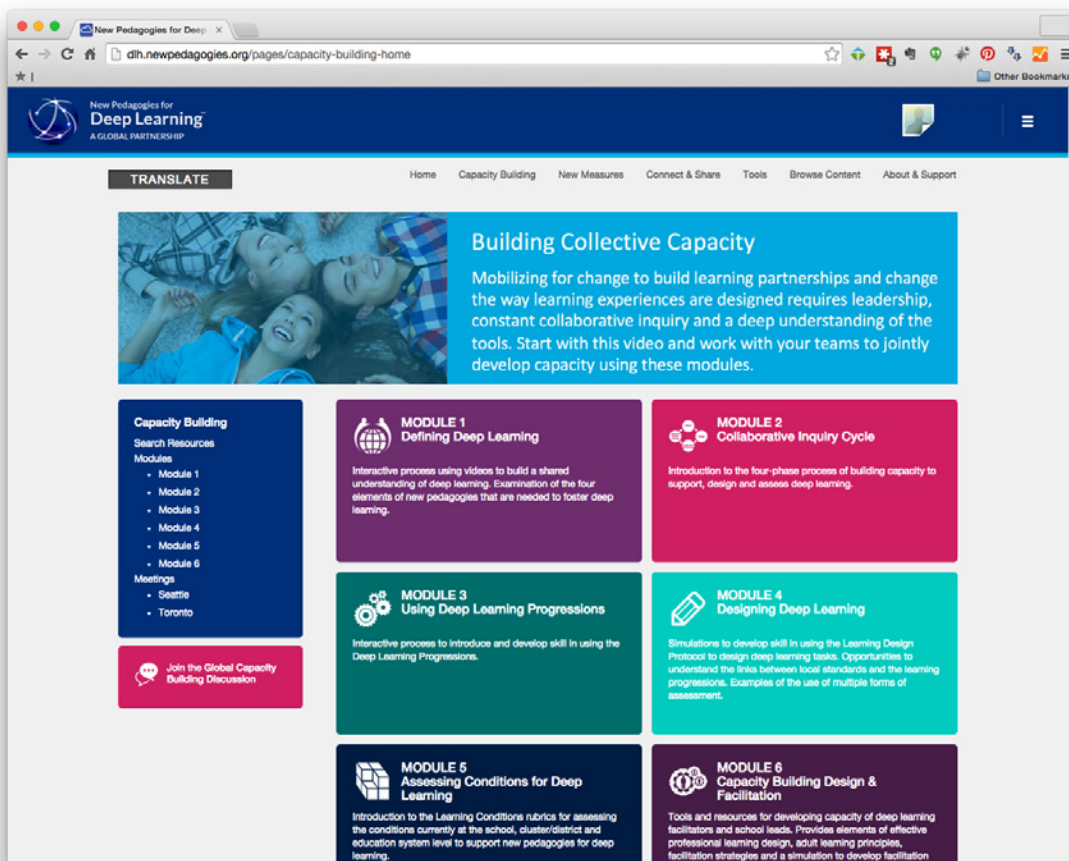 New Pedagogies for Deep
dlh.newpedagogies.org/pages/capacity-building-home
Other Bookmarks
New Pedagogies for
Deep Learning™
A GLOBAL PARTNERSHIP
TRANSLATE
Home Capacity Building New Measures Connect & Share Tools Browse Content About & Support
Building Collective Capacity
Mobilizing for change to build learning partnerships and change
the way learning experiences are designed requires leadership,
constant collaborative inquiry and a deep understanding of the
tools. Start with this video and work with your teams to jointly
develop capacity using these modules.
Capacity Building
Search Resources
Modules
• Module 1
• Module 2
• Module 3
• Module 4
• Module 5
• Module 6
Meetings
• Seattle
• Toronto
Join the Global Capacity
Building Discussion
MODULE 1
Defining Deep Learning
Interactive process using videos to build a shared
understanding of deep learning. Examination of the four
elements of new pedagogies that are needed to foster deep
learning.
MODULE 2
Collaborative Inquiry Cycle
Introduction to the four-phase process of building capacity to
support, design and assess deep learning.
MODULE 3
Using Deep Learning Progressions
Interactive process to introduce and develop skill in using the
Deep Learning Progressions.
MODULE 4
Designing Deep Learning
Simulations to develop skill in using the Learning Design
Protocol to design deep learning tasks. Opportunities to
understand the links between local standards and the learning
progressions. Examples of the use of multiple forms of
assessment.
MODULE 5
Assessing Conditions for Deep
Learning
Introduction to the Learning Conditions rubrics for assessing
the conditions currently at the school, cluster/district and
education system level to support new pedagogies for deep
learning.
MODULE 6
Capacity Building Design &
Facilitation
Tools and resources for developing capacity of deep learning
facilitators and school leads. Provides elements of effective
professional learning design, adult learning principles,
facilitation strategies and a simulation to develop facilitation